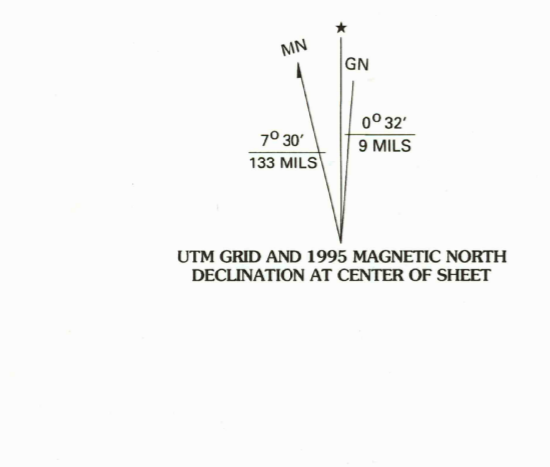 ★
MN
GN
0° 32′
9 MILS
7° 30′
133 MILS
UTM GRID AND 1995 MAGNETIC NORTH
DECLINATION AT CENTER OF SHEET